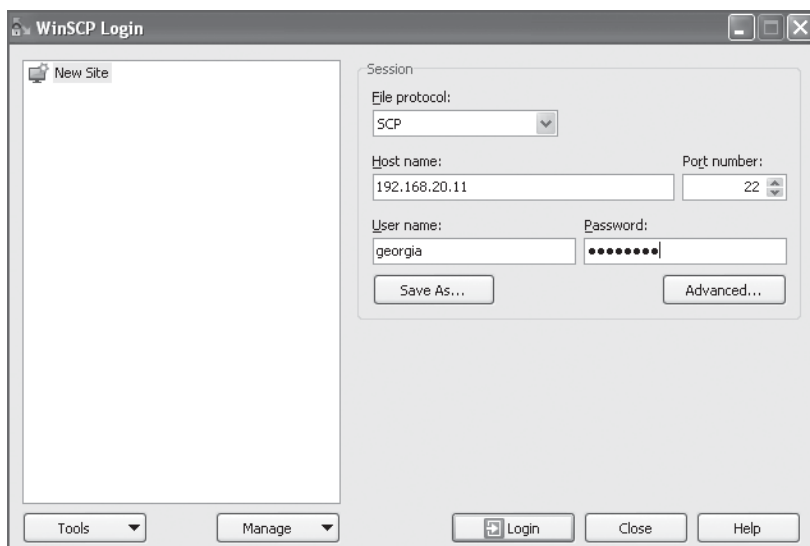 WinSCP Login
New Site
Session
File protocol:
SCP
Host name:
Port number:
192.168.20.11
22
User name:
Password:
georgia
••••••••
Save As...
Advanced...
Tools
Manage
Login
Close
Help